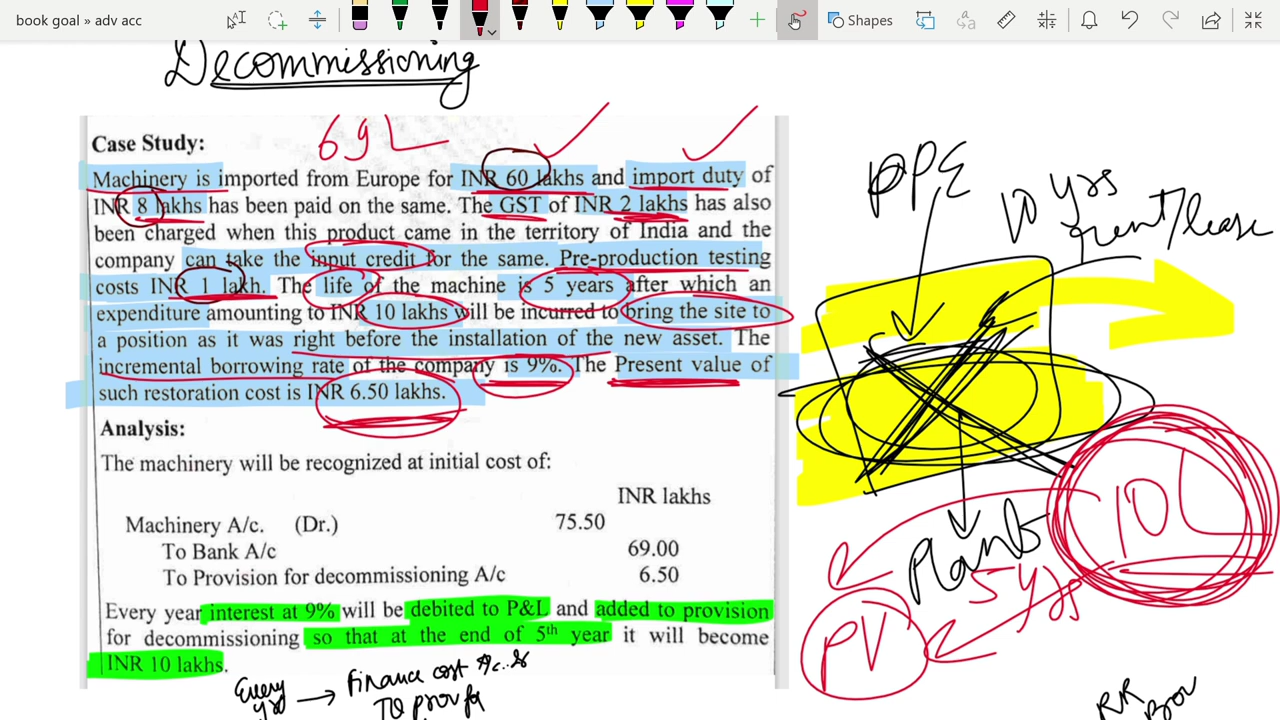 book goal » adv acc
Shapes
Decommissioning
69L
Case Study:
Machinery is imported from Europe for INR 60 lakhs and import duty of
INR 8 lakhs has been paid on the same. The GST of INR 2 lakhs has also
been charged when this product came in the territory of India and the
company can take the input credit for the same. Pre-production testing
costs INR 1 lakh. The life of the machine is 5 years after which an
expenditure amounting to INR 10 lakhs will be incurred to bring the site to
a position as it was right before the installation of the new asset. The
incremental borrowing rate of the company is 9%. The Present value of
such restoration cost is INR 6.50 lakhs.
Analysis:
The machinery will be recognized at initial cost of:
INR lakhs
Machinery A/c. (Dr.) 75.50
To Bank A/c 69.00
To Provision for decommissioning A/c 6.50
Every year interest at 9% will be debited to P&L and added to provision
for decommissioning so that at the end of 5th year it will become
INR 10 lakhs.
Every
yr → Finance cost A/c..
To prov
PPE
10 yrs
rent/lease
10L
Plants
5 yrs
PV